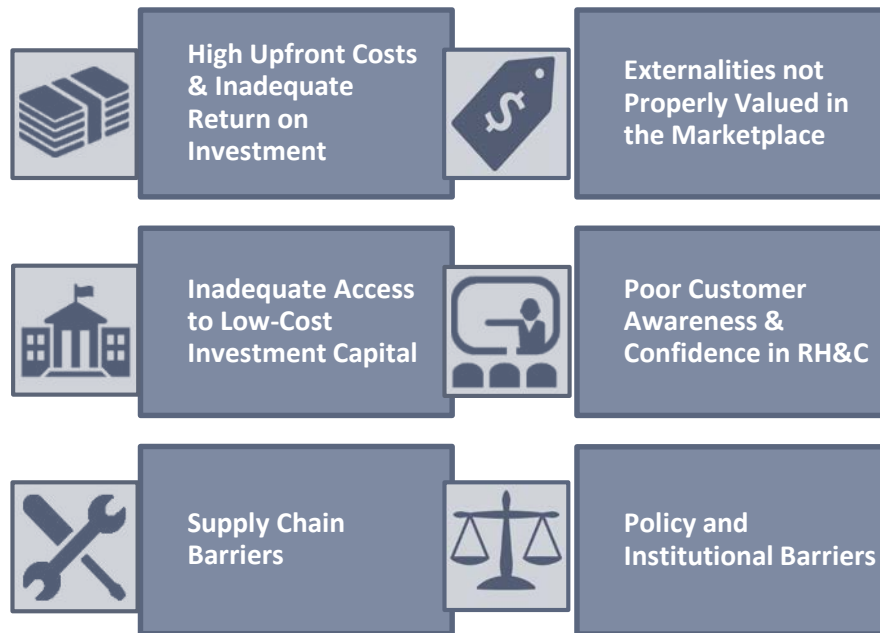 High Upfront Costs
& Inadequate
Return on
Investment
Externalities not
Properly Valued in
the Marketplace
Inadequate Access
to Low-Cost
Investment Capital
Poor Customer
Awareness &
Confidence in RH&C
Supply Chain
Barriers
Policy and
Institutional Barriers
$